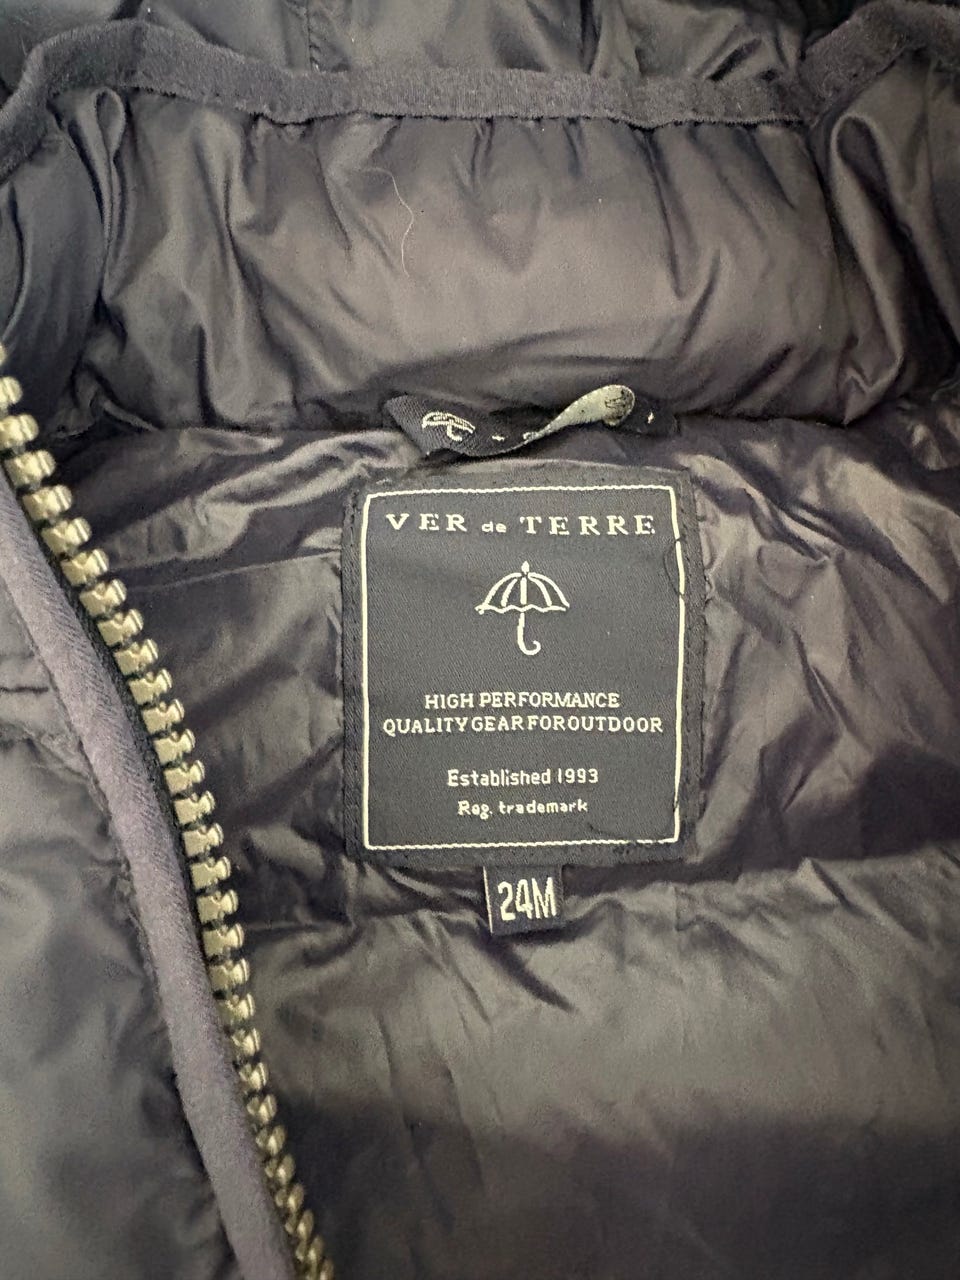 VER de TERRE
HIGH PERFORMANCE
QUALITY GEAR FOR OUTDOOR
Established 1993
Reg. trademark
24M